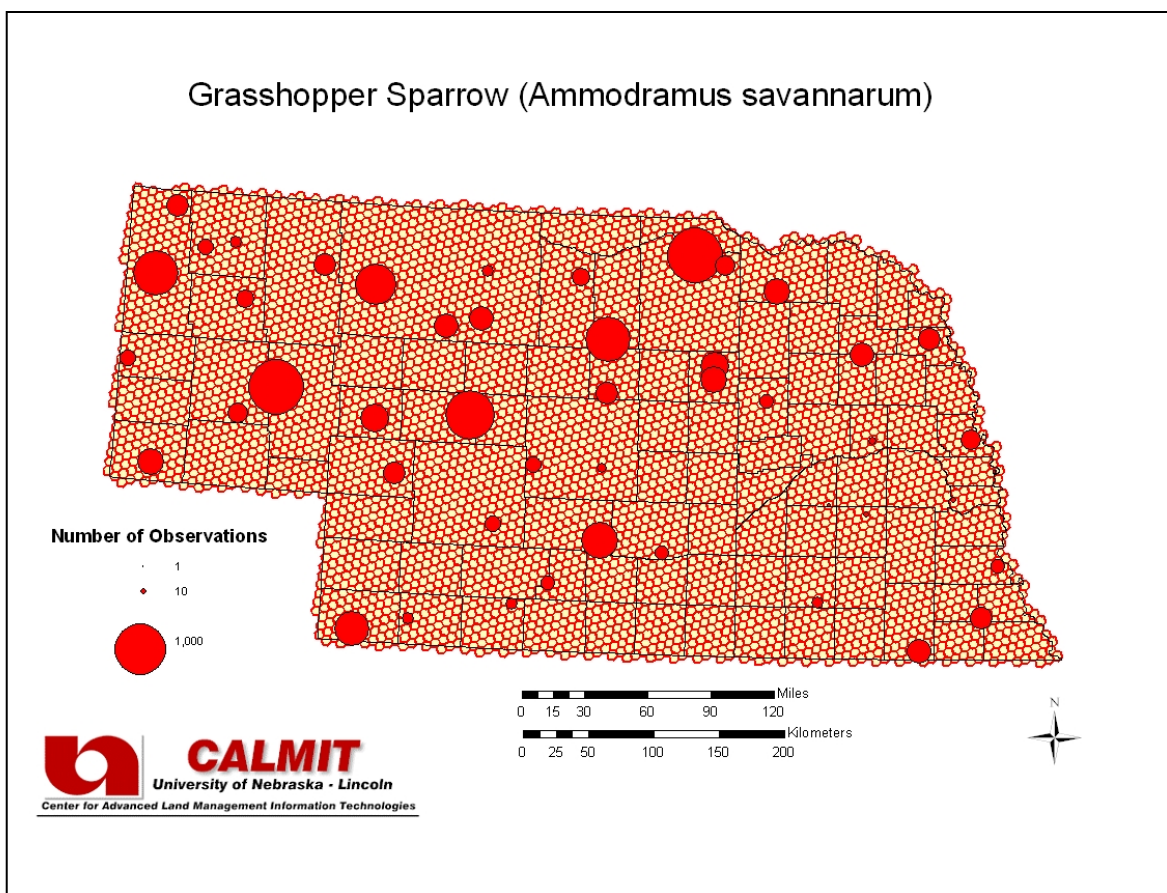 Grasshopper Sparrow (Ammodramus savannarum)
Number of Observations
1
10
1,000
Miles
0 15 30 60 90 120
Kilometers
0 25 50 100 150 200
N
CALMIT
University of Nebraska - Lincoln
Center for Advanced Land Management Information Technologies